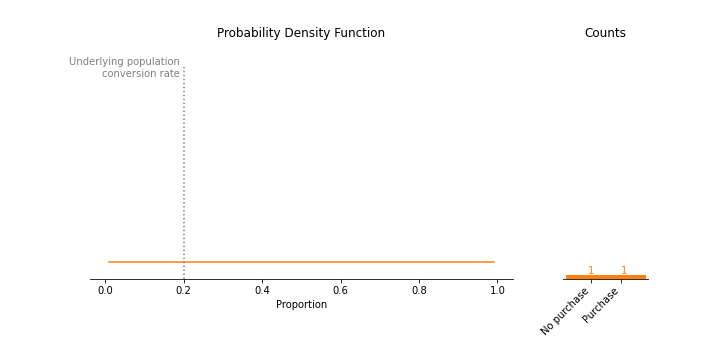 Probability Density Function
Counts
Underlying population
conversion rate
1 1
0.0 0.2 0.4 0.6 0.8 1.0
Proportion
No purchase
Purchase